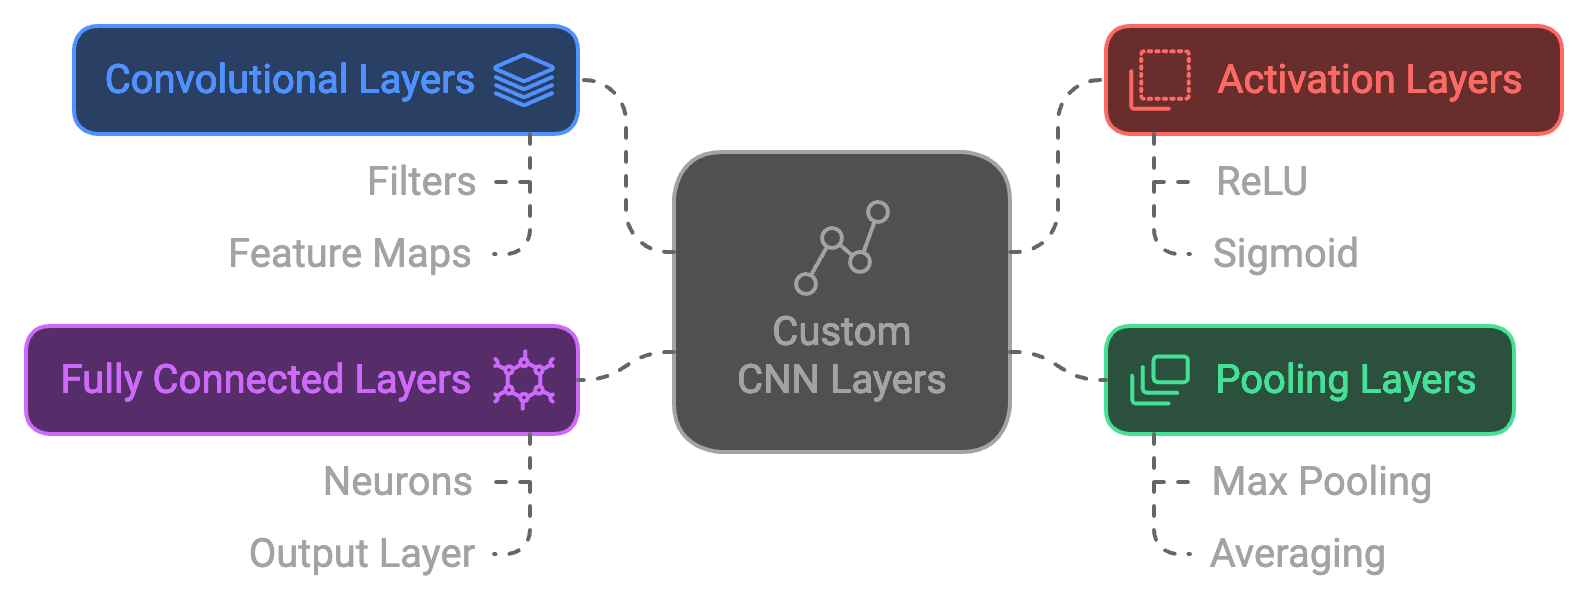 Convolutional Layers
Filters
Feature Maps
Fully Connected Layers
Neurons
Output Layer
Custom
CNN Layers
Activation Layers
ReLU
Sigmoid
Pooling Layers
Max Pooling
Averaging